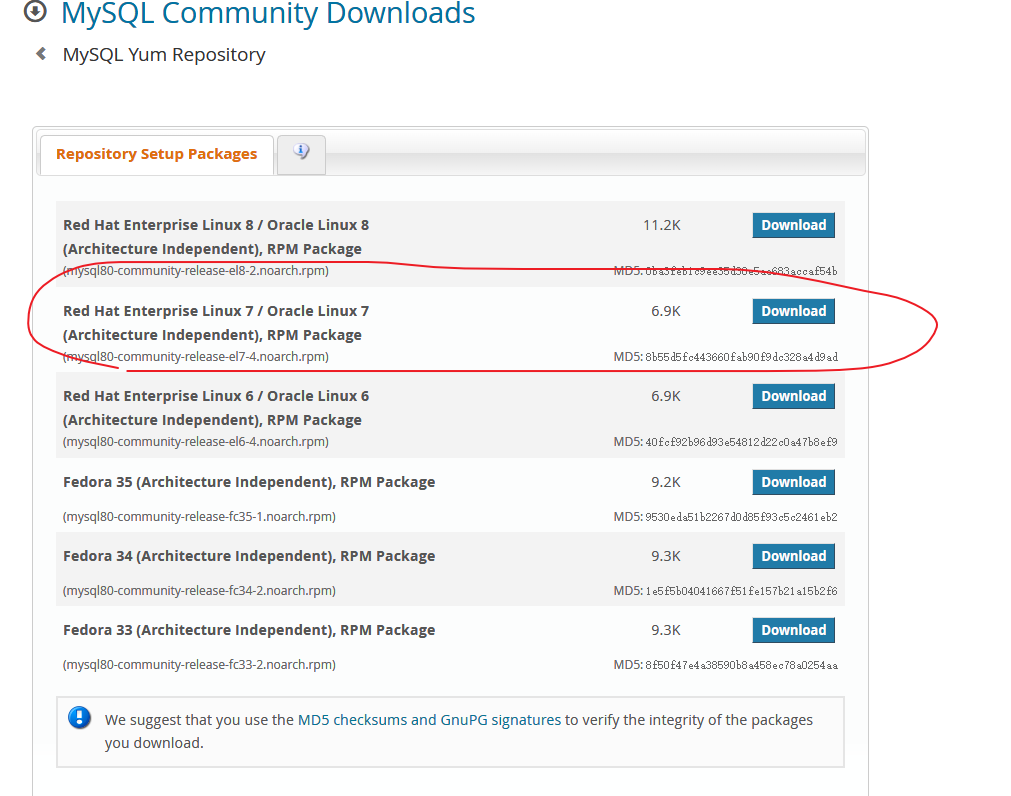 MySQL Community Downloads
MySQL Yum Repository
Repository Setup Packages
Red Hat Enterprise Linux 8 / Oracle Linux 8 11.2K Download
(Architecture Independent), RPM Package
(mysql80-community-release-el8-2.noarch.rpm) MD5:
Red Hat Enterprise Linux 7 / Oracle Linux 7 6.9K Download
(Architecture Independent), RPM Package
(mysql80-community-release-el7-4.noarch.rpm) MD5: 8b55d5fc443660fab90f9dc328a4d9ad
Red Hat Enterprise Linux 6 / Oracle Linux 6 6.9K Download
(Architecture Independent), RPM Package
(mysql80-community-release-el6-4.noarch.rpm) MD5: 40fcf92b96d93e54812d22c0a47b8ef9
Fedora 35 (Architecture Independent), RPM Package 9.2K Download
(mysql80-community-release-fc35-1.noarch.rpm) MD5: 9530eda51b2267d0d85f93c5c2461eb2
Fedora 34 (Architecture Independent), RPM Package 9.3K Download
(mysql80-community-release-fc34-2.noarch.rpm) MD5: 1e5f5b04041667f51fe157b21a15b2f6
Fedora 33 (Architecture Independent), RPM Package 9.3K Download
(mysql80-community-release-fc33-2.noarch.rpm) MD5: 8f50f47e4a38590b8a458ec78a0254aa
We suggest that you use the MD5 checksums and GnuPG signatures to verify the integrity of the packages
you download.